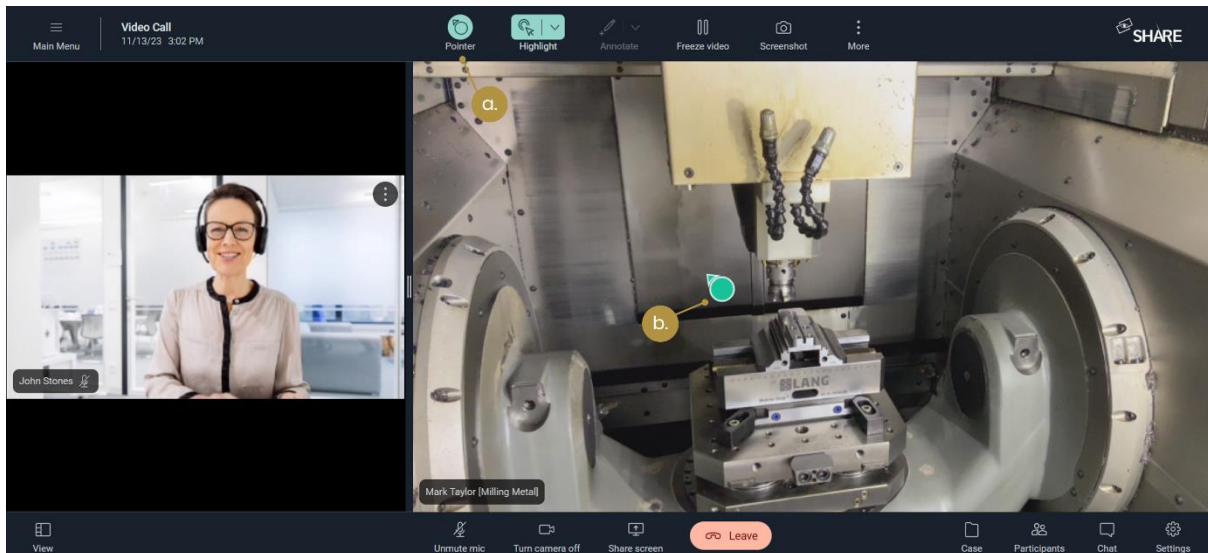 Main Menu
Video Call
11/13/23 3:02 PM
Pointer
Highlight
Annotate
Freeze video
Screenshot
More
SHARE
a.
b.
LANG
John Stones
Mark Taylor [Milling Metal]
View
Unmute mic
Turn camera off
Share screen
Leave
Case
Participants
Chat
Settings